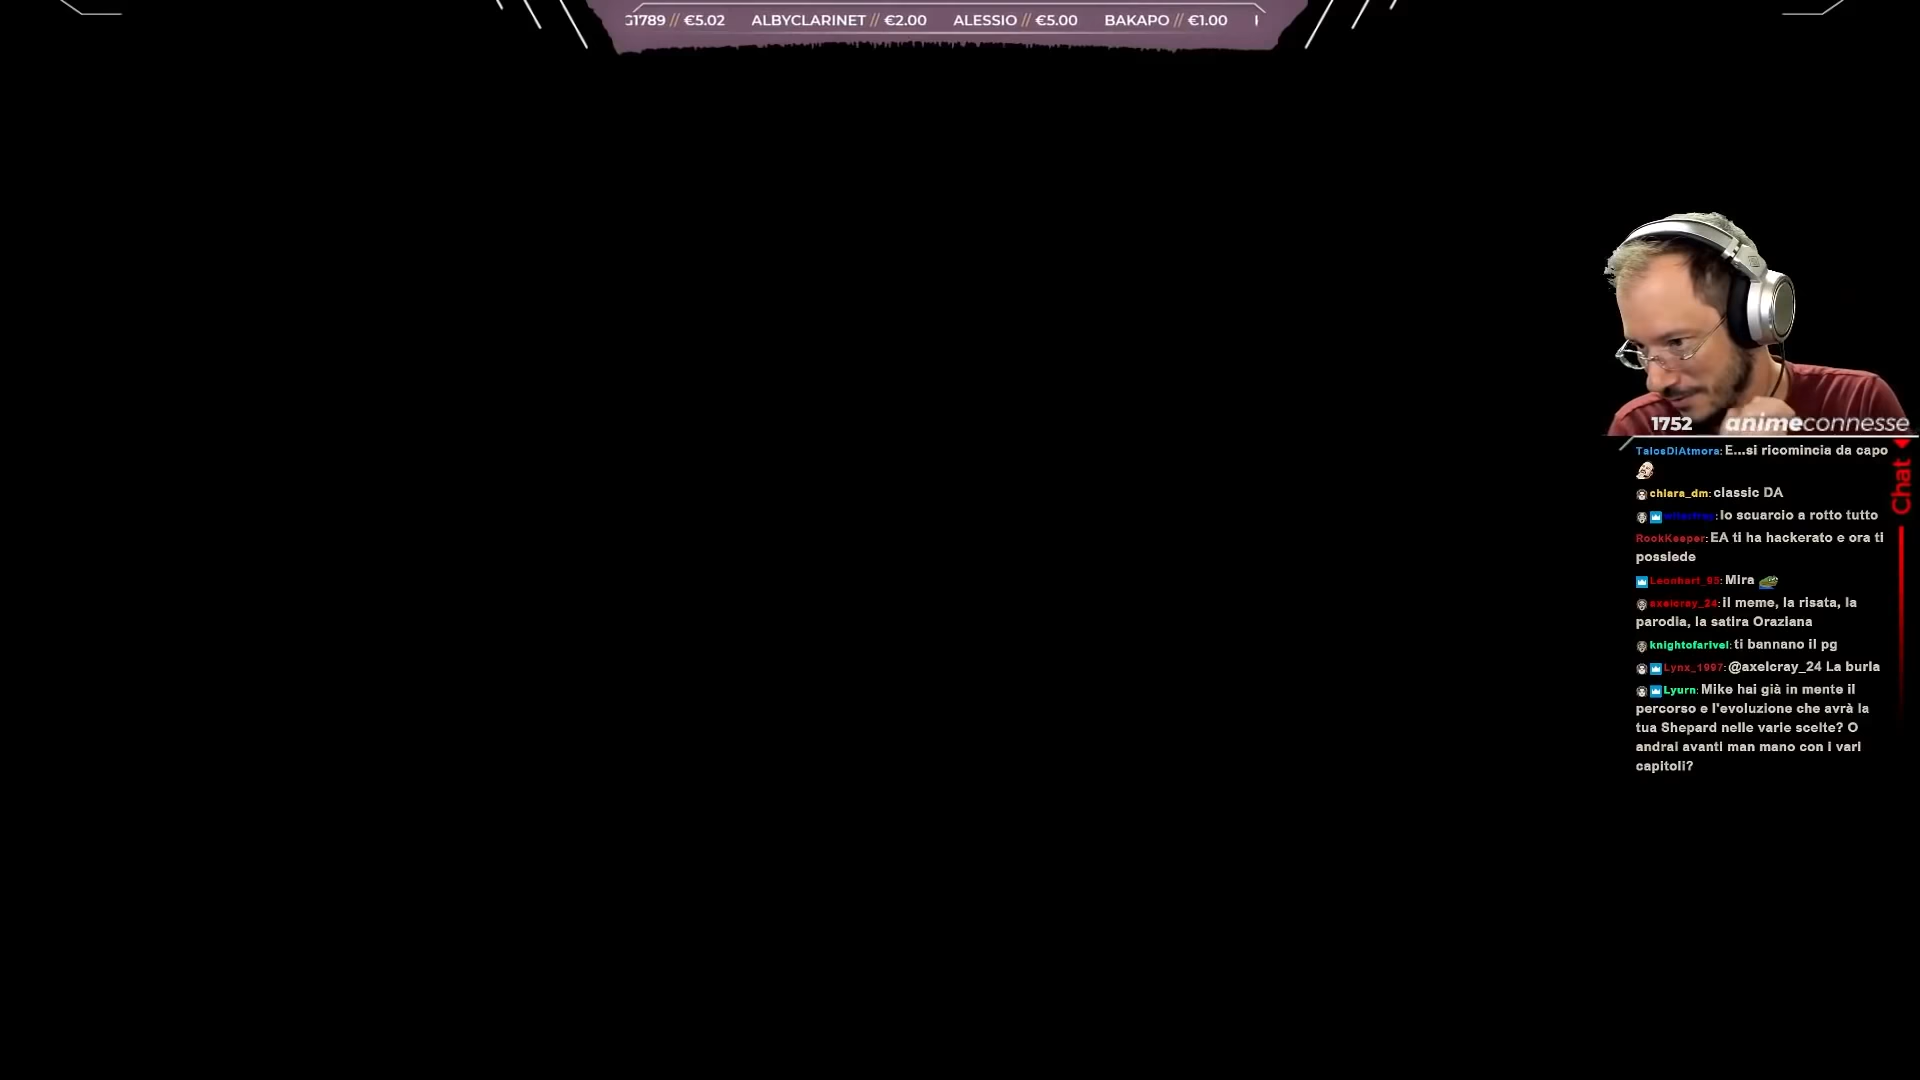 G1789 // €5.02 ALBYCLARINET // €2.00 ALESSIO // €5.00 BAKAPO // €1.00
1752 animeconnesse
Chat
TalosDIAtmora: E...si ricomincia da capo
chiara_dm: classic DA
: Io scuarcio a rotto tutto
RookKeeper: EA ti ha hackerato e ora ti
possiede
Leonhart_95: Mira
axelcray_24: il meme, la risata, la
parodia, la satira Oraziana
knightofarivel: ti bannano il pg
Lynx_1997: @axelcray_24 La burla
Lyurn: Mike hai già in mente il
percorso e l'evoluzione che avrà la
tua Shepard nelle varie scelte? O
andrai avanti man mano con i vari
capitoli?